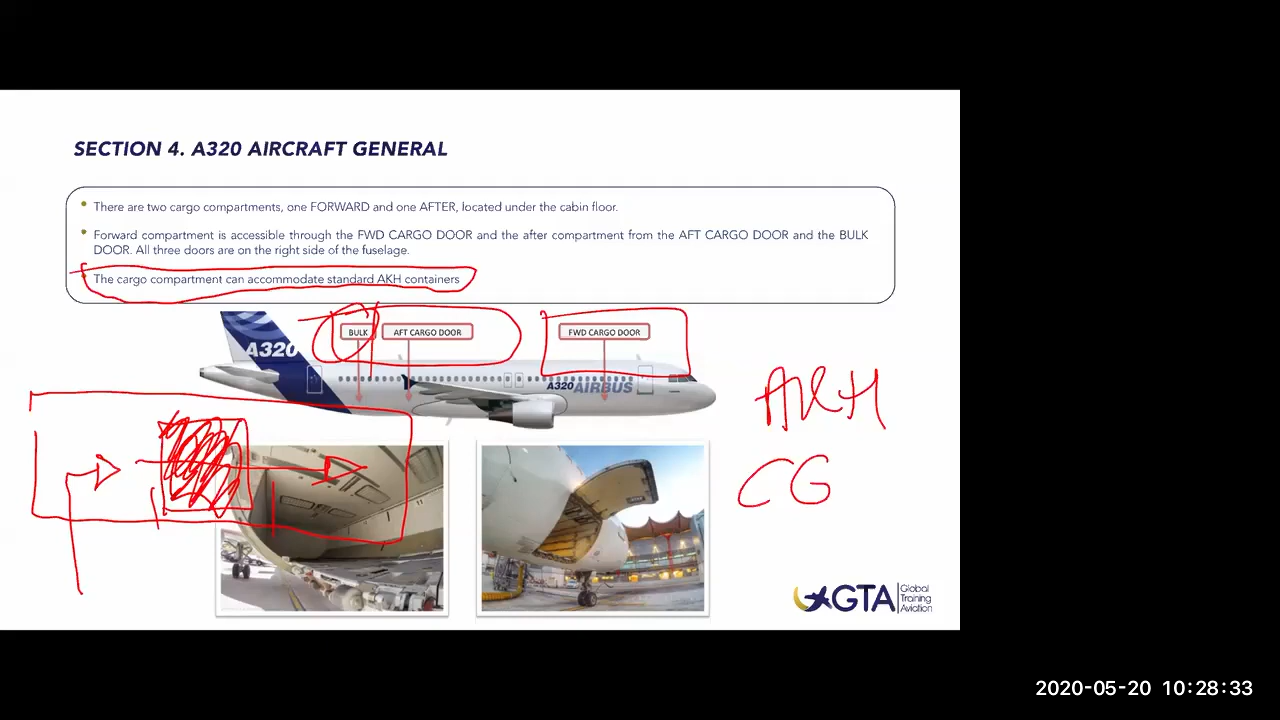 SECTION 4. A320 AIRCRAFT GENERAL
There are two cargo compartments, one FORWARD and one AFTER, located under the cabin floor.
Forward compartment is accessible through the FWD CARGO DOOR and the after compartment from the AFT CARGO DOOR and the BULK
DOOR. All three doors are on the right side of the fuselage.
The cargo compartment can accommodate standard AKH containers
BULK
AFT CARGO DOOR
FWD CARGO DOOR
A320
A320 AIRBUS
AKH
CG
GTA Global
Training
Aviation
2020-05-20 10:28:33